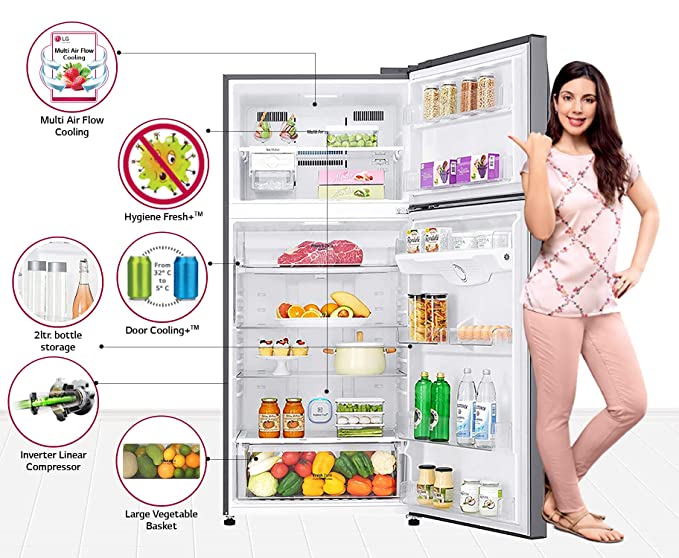 LG
Multi Air Flow
Cooling
Multi Air Flow
Cooling
Hygiene Fresh+™
From
32° C
to
5° C
Door Cooling+™
2ltr. bottle
storage
Inverter Linear
Compressor
Large Vegetable
Basket